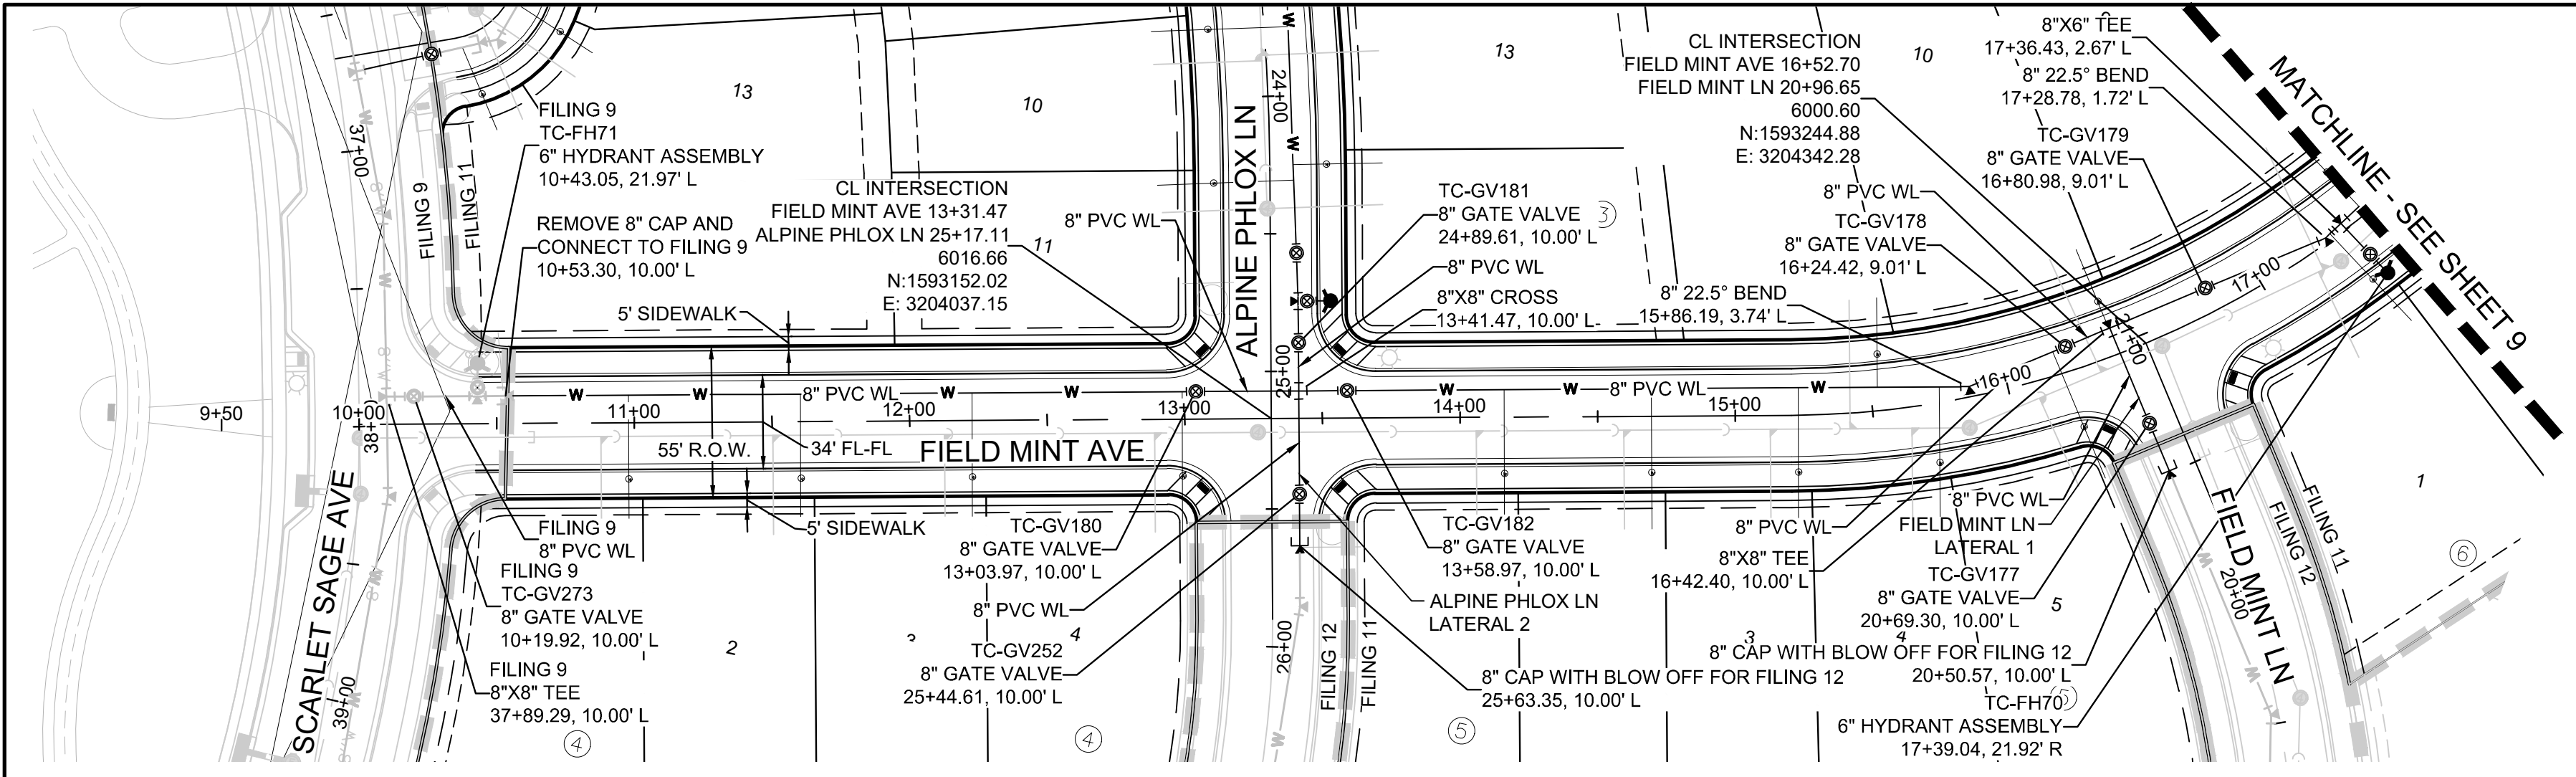 FILING 9
TC-FH71
6" HYDRANT ASSEMBLY
10+43.05, 21.97' L
REMOVE 8" CAP AND
CONNECT TO FILING 9
10+53.30, 10.00' L
FILING 9
FILING 11
37+00
13
10
CL INTERSECTION
FIELD MINT AVE 13+31.47
ALPINE PHLOX LN 25+17.11
6016.66
N:1593152.02
E: 3204037.15
11
8" PVC WL
ALPINE PHLOX LN
24+00
W
W
13
10
CL INTERSECTION
FIELD MINT AVE 16+52.70
FIELD MINT LN 20+96.65
6000.60
N:1593244.88
E: 3204342.28
8"X6" TEE
17+36.43, 2.67' L
8" 22.5° BEND
17+28.78, 1.72' L
TC-GV179
8" GATE VALVE
16+80.98, 9.01' L
MATCHLINE - SEE SHEET 9
TC-GV181
8" GATE VALVE
24+89.61, 10.00' L
3
8" PVC WL
8"X8" CROSS
13+41.47, 10.00' L
8" PVC WL
TC-GV178
8" GATE VALVE
16+24.42, 9.01' L
8" 22.5° BEND
15+86.19, 3.74' L
5' SIDEWALK
9+50
10+00
38+
W
W
8" PVC WL
W
W
11+00
12+00
13+00
25+00
W
W
8" PVC WL
W
14+00
15+00
16+00
17+00
55' R.O.W.
34' FL-FL
FIELD MINT AVE
5' SIDEWALK
SCARLET SAGE AVE
39+00
FILING 9
8" PVC WL
FILING 9
TC-GV273
8" GATE VALVE
10+19.92, 10.00' L
FILING 9
8"X8" TEE
37+89.29, 10.00' L
TC-GV180
8" GATE VALVE
13+03.97, 10.00' L
8" PVC WL
TC-GV252
8" GATE VALVE
25+44.61, 10.00' L
2
4
4
4
26+00
FILING 12
FILING 11
TC-GV182
8" GATE VALVE
13+58.97, 10.00' L
ALPINE PHLOX LN
LATERAL 2
8" CAP WITH BLOW OFF FOR FILING 12
25+63.35, 10.00' L
5
8" PVC WL
8"X8" TEE
16+42.40, 10.00' L
8" PVC WL
FIELD MINT LN
LATERAL 1
TC-GV177
8" GATE VALVE
20+69.30, 10.00' L
3
4
5
8" CAP WITH BLOW OFF FOR FILING 12
20+50.57, 10.00' L
TC-FH70
5
6" HYDRANT ASSEMBLY
17+39.04, 21.92' R
FIELD MINT LN
20+00
FILING 12
FILING 11
1
6